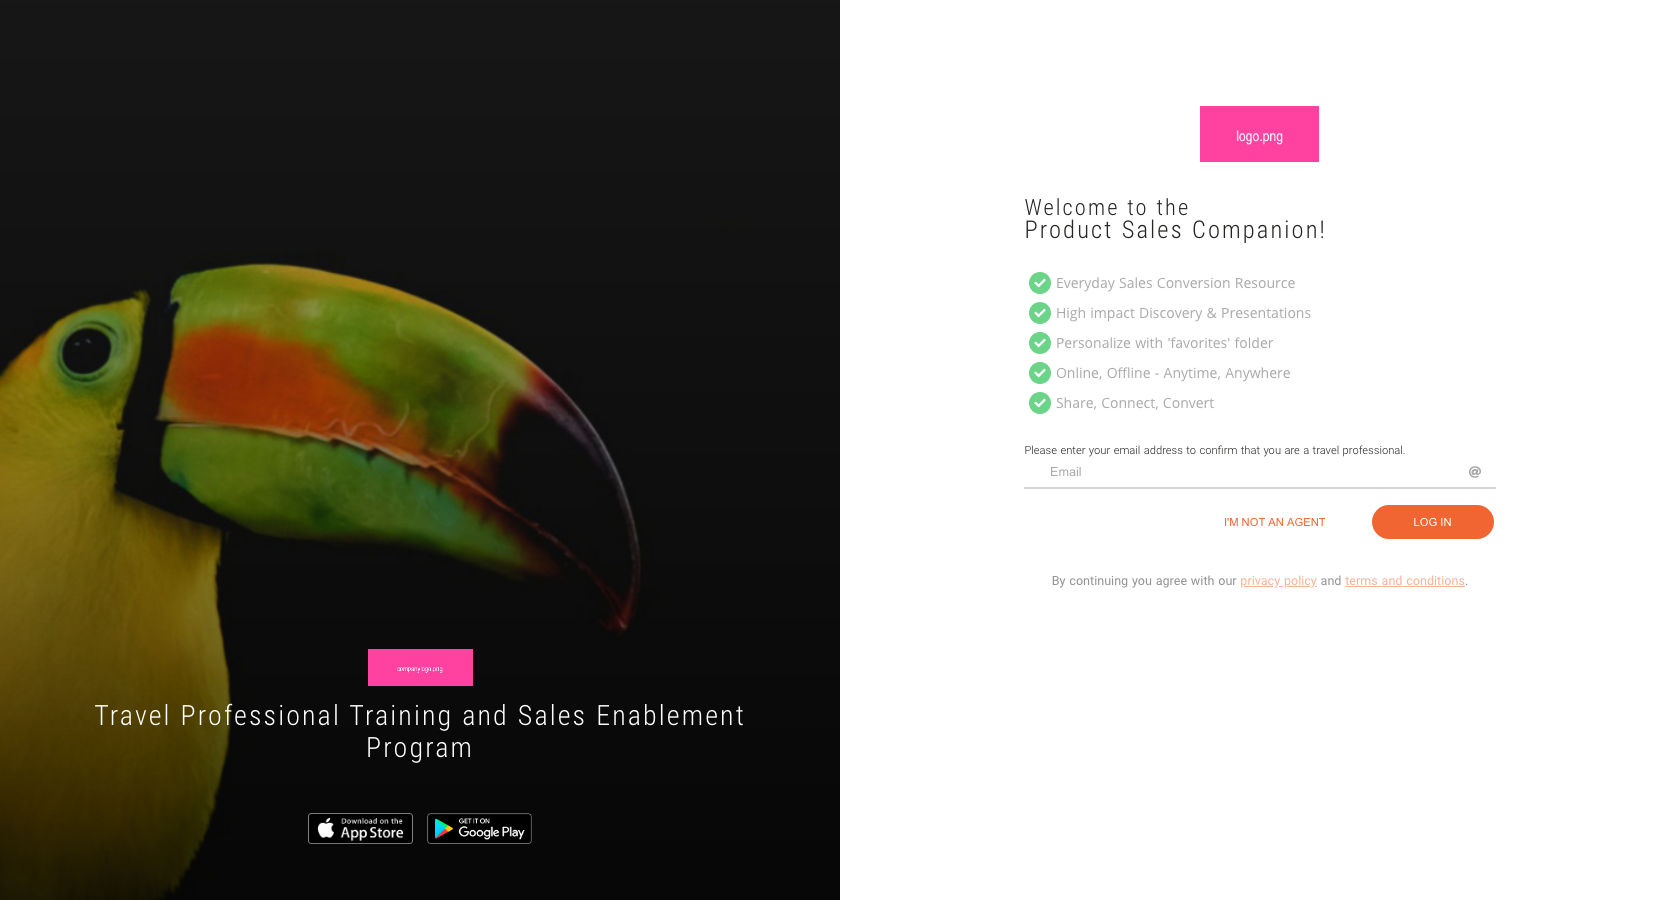 companylogo.png
Travel Professional Training and Sales Enablement
Program
Download on the
App Store
GET IT ON
Google Play
logo.png
Welcome to the
Product Sales Companion!
Everyday Sales Conversion Resource
High impact Discovery & Presentations
Personalize with 'favorites' folder
Online, Offline - Anytime, Anywhere
Share, Connect, Convert
Please enter your email address to confirm that you are a travel professional.
Email @
I'M NOT AN AGENT LOG IN
By continuing you agree with our privacy policy and terms and conditions.